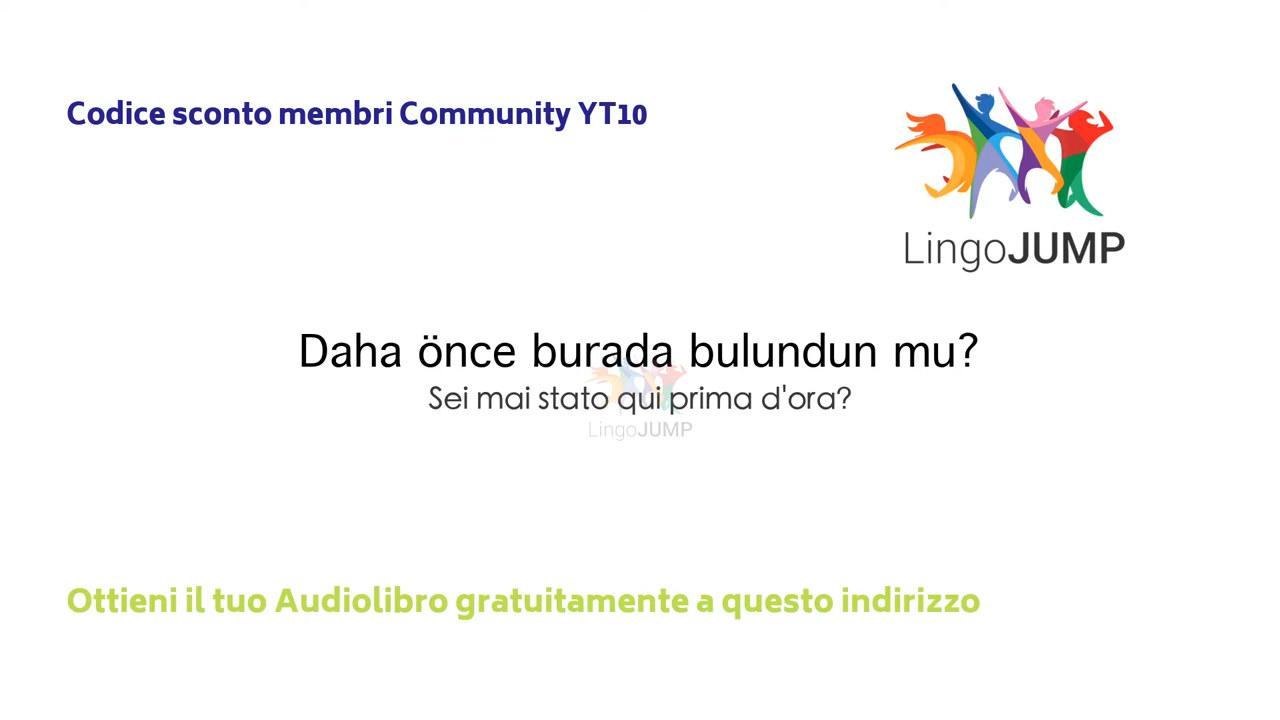 Codice sconto membri Community YT10
LingoJUMP
Daha önce burada bulundun mu?
Sei mai stato qui prima d'ora?
LingoJUMP
Ottieni il tuo Audiolibro gratuitamente a questo indirizzo